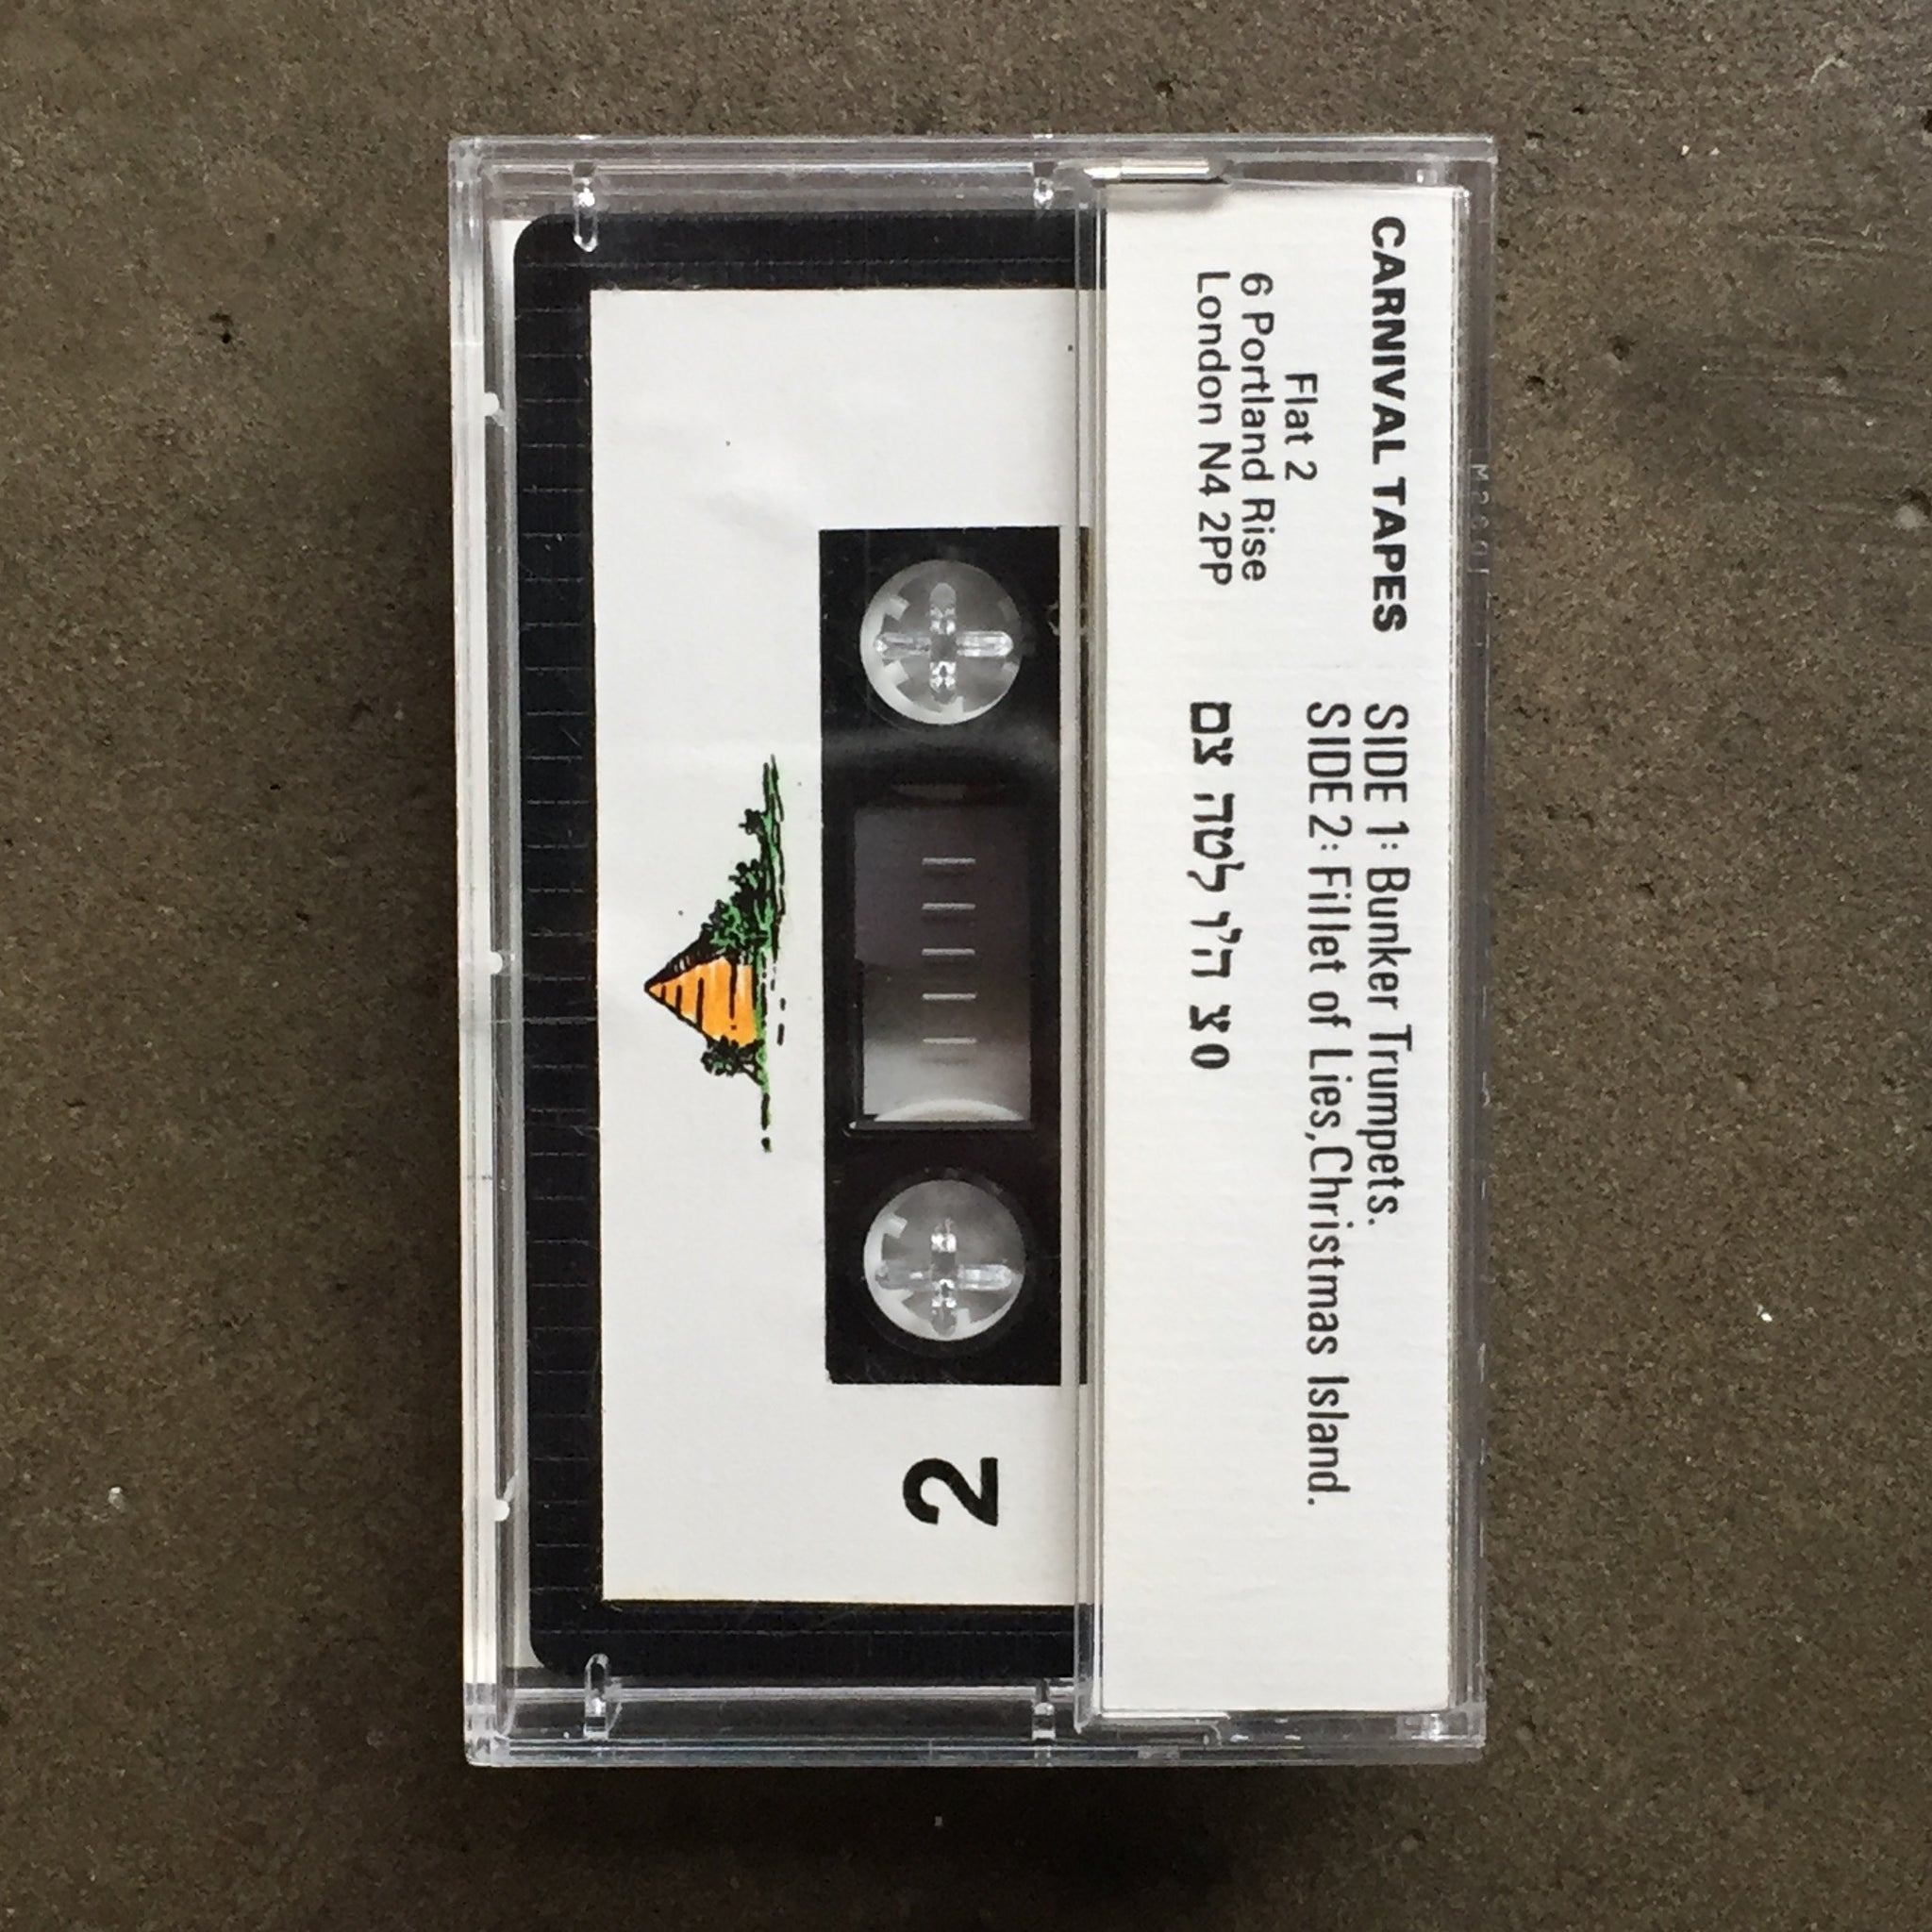 CARNIVAL TAPES
Flat 2
6 Portland Rise
London N4 2PP
SIDE 1: Bunker Trumpets.
SIDE 2: Fillet of Lies, Christmas Island.
2